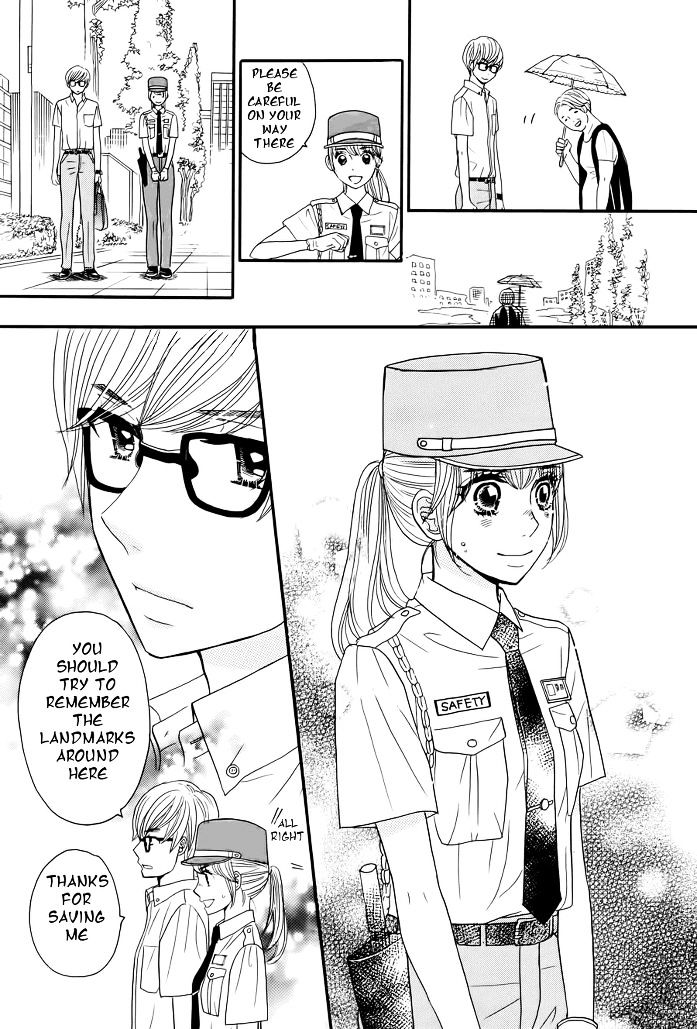 PLEASE
BE
CAREFUL
ON YOUR
WAY
THERE
SAFETY
SAFETY
YOU
SHOULD
TRY TO
REMEMBER
THE
LANDMARKS
AROUND
HERE
ALL
RIGHT
THANKS
FOR
SAVING
ME